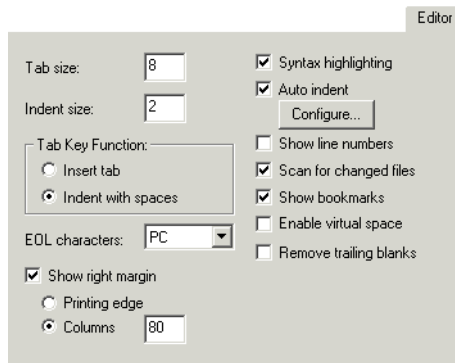 Editor
Tab size: 8
Indent size: 2
Tab Key Function:
Insert tab
Indent with spaces
EOL characters: PC
Show right margin
Printing edge
Columns 80
Syntax highlighting
Auto indent
Configure...
Show line numbers
Scan for changed files
Show bookmarks
Enable virtual space
Remove trailing blanks